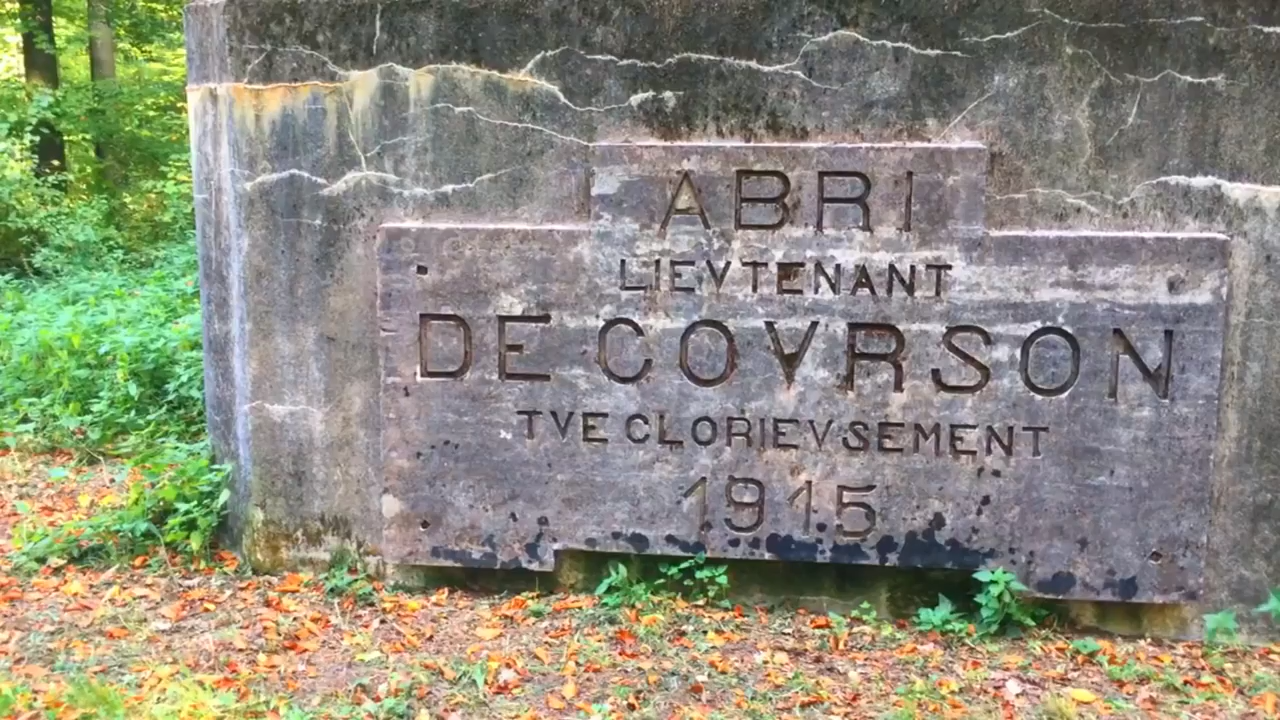 ABRI
LIEVTENANT
DE COVRSON
TVE CLORIEVSEMENT
1915